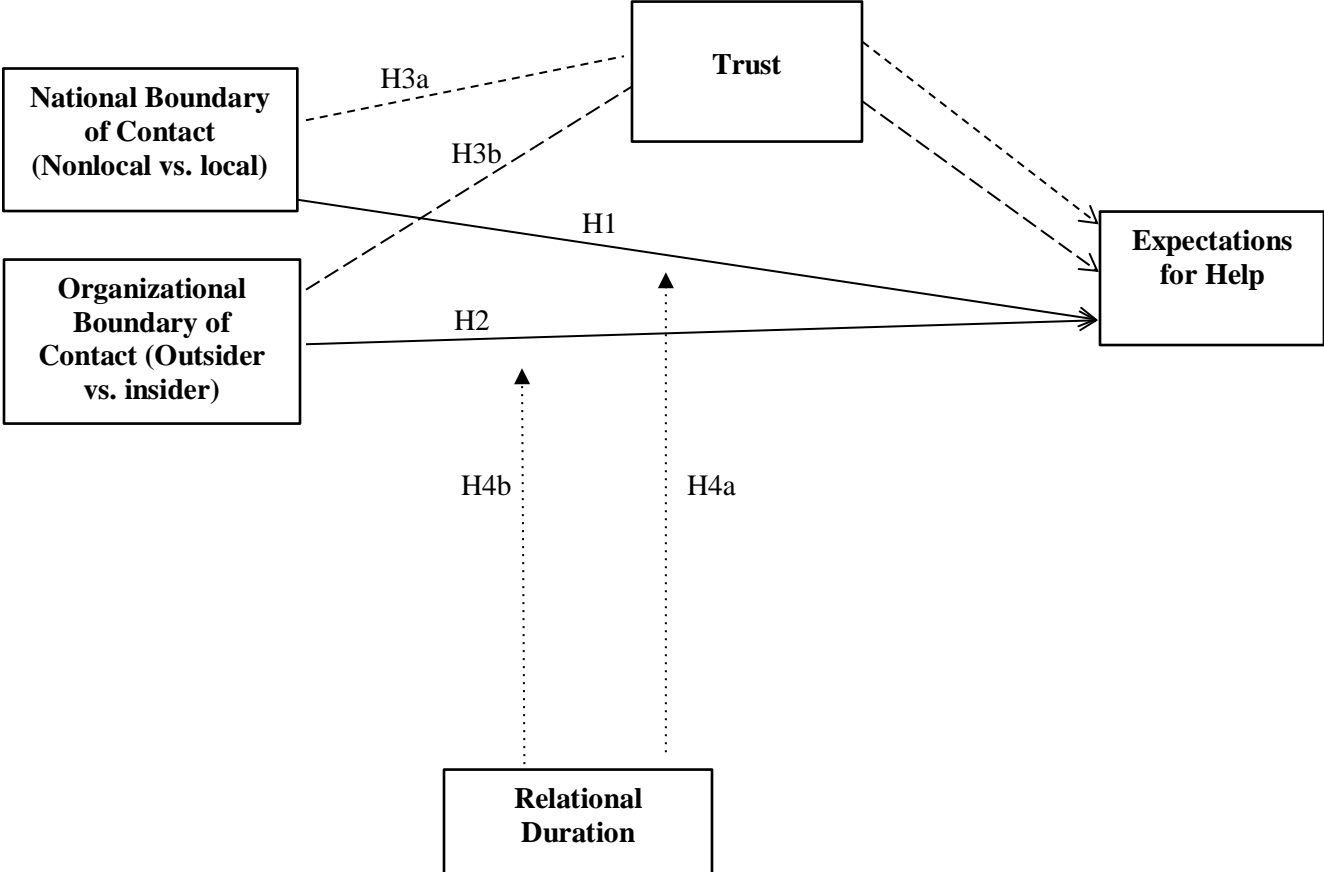 Trust
H3a
National Boundary
of Contact
(Nonlocal vs. local)
H3b
H1
Expectations
for Help
Organizational
Boundary of
Contact (Outsider
vs. insider)
H2
H4b
H4a
Relational
Duration